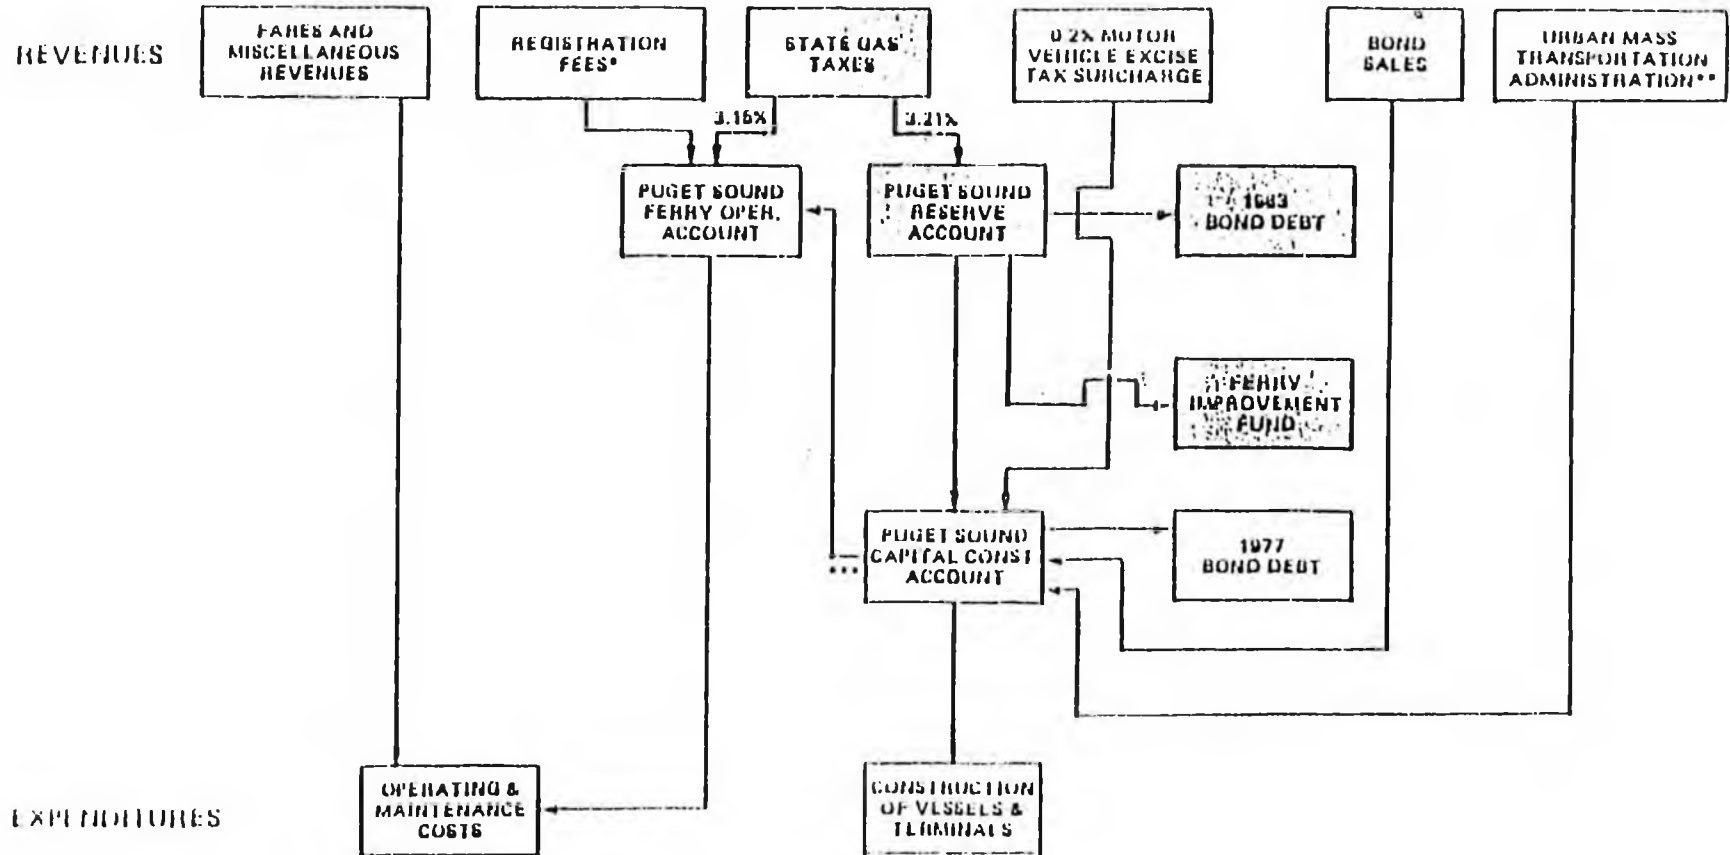 REVENUES
FARES AND
MISCELLANEOUS
REVENUES
REGISTRATION
FEES*
STATE GAS
TAXES
0.2% MOTOR
VEHICLE EXCISE
TAX SURCHARGE
BOND
SALES
URBAN MASS
TRANSPORTATION
ADMINISTRATION**
3.15%
3.21%
PUGET SOUND
FERRY OPER.
ACCOUNT
PUGET SOUND
RESERVE
ACCOUNT
1963
BOND DEBT
FERRY
IMPROVEMENT
FUND
PUGET SOUND
CAPITAL CONST
ACCOUNT
***
1977
BOND DEBT
EXPENDITURES
OPERATING &
MAINTENANCE
COSTS
CONSTRUCTION
OF VESSELS &
TERMINALS